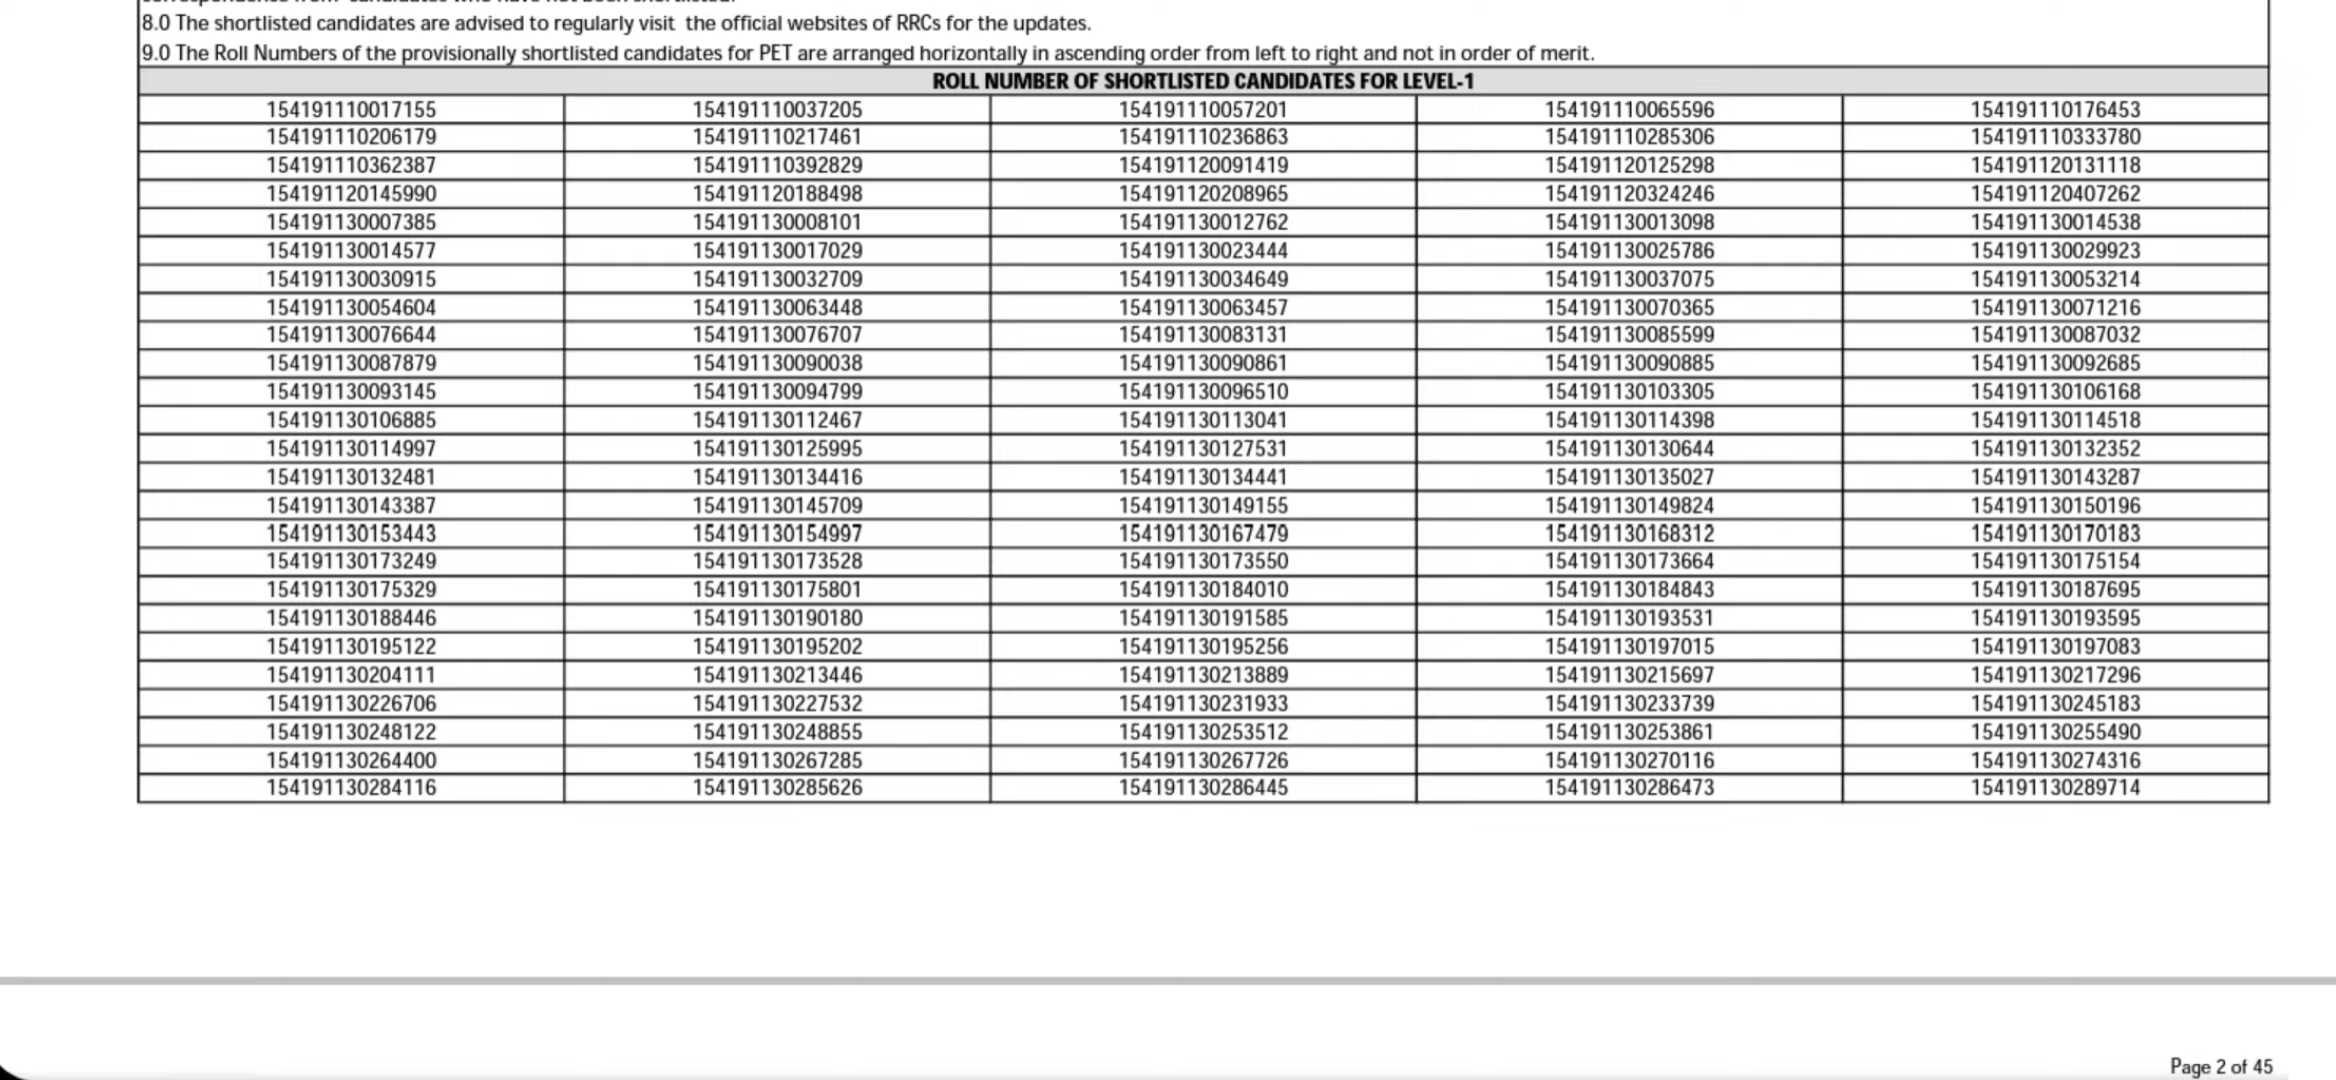 8.0 The shortlisted candidates are advised to regularly visit the official websites of RRCs for the updates.
9.0 The Roll Numbers of the provisionally shortlisted candidates for PET are arranged horizontally in ascending order from left to right and not in order of merit.
ROLL NUMBER OF SHORTLISTED CANDIDATES FOR LEVEL-1
154191110017155 154191110037205 154191110057201 154191110065596 154191110176453
154191110206179 154191110217461 154191110236863 154191110285306 154191110333780
154191110362387 154191110392829 154191120091419 154191120125298 154191120131118
154191120145990 154191120188498 154191120208965 154191120324246 154191120407262
154191130007385 154191130008101 154191130012762 154191130013098 154191130014538
154191130014577 154191130017029 154191130023444 154191130025786 154191130029923
154191130030915 154191130032709 154191130034649 154191130037075 154191130053214
154191130054604 154191130063448 154191130063457 154191130070365 154191130071216
154191130076644 154191130076707 154191130083131 154191130085599 154191130087032
154191130087879 154191130090038 154191130090861 154191130090885 154191130092685
154191130093145 154191130094799 154191130096510 154191130103305 154191130106168
154191130106885 154191130112467 154191130113041 154191130114398 154191130114518
154191130114997 154191130125995 154191130127531 154191130130644 154191130132352
154191130132481 154191130134416 154191130134441 154191130135027 154191130143287
154191130143387 154191130145709 154191130149155 154191130149824 154191130150196
154191130153443 154191130154997 154191130167479 154191130168312 154191130170183
154191130173249 154191130173528 154191130173550 154191130173664 154191130175154
154191130175329 154191130175801 154191130184010 154191130184843 154191130187695
154191130188446 154191130190180 154191130191585 154191130193531 154191130193595
154191130195122 154191130195202 154191130195256 154191130197015 154191130197083
154191130204111 154191130213446 154191130213889 154191130215697 154191130217296
154191130226706 154191130227532 154191130231933 154191130233739 154191130245183
154191130248122 154191130248855 154191130253512 154191130253861 154191130255490
154191130264400 154191130267285 154191130267726 154191130270116 154191130274316
154191130284116 154191130285626 154191130286445 154191130286473 154191130289714
Page 2 of 45